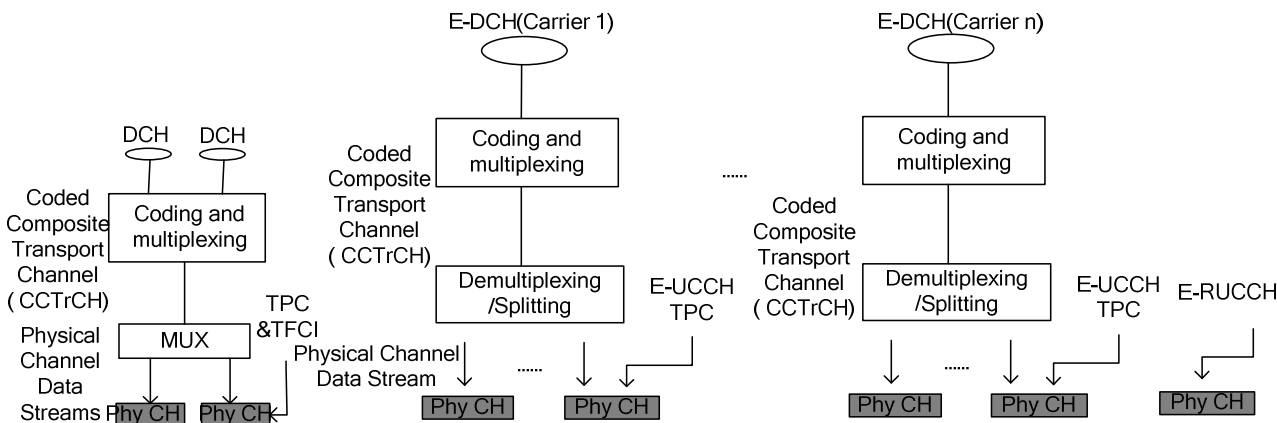 E-DCH(Carrier 1)
E-DCH(Carrier n)
DCH
DCH
Coded
Composite
Transport
Channel
( CCTrCH)
Coding and
multiplexing
MUX
TPC
&TFCI
Physical
Channel
Data
Streams
Phy CH
Phy CH
Coded
Composite
Transport
Channel
( CCTrCH)
Coding and
multiplexing
Demultiplexing
/Splitting
E-UCCH
TPC
Physical Channel
Data Stream
......
Phy CH
Phy CH
......
Coded
Composite
Transport
Channel
( CCTrCH)
Coding and
multiplexing
Demultiplexing
/Splitting
E-UCCH
TPC
E-RUCCH
......
Phy CH
Phy CH
Phy CH